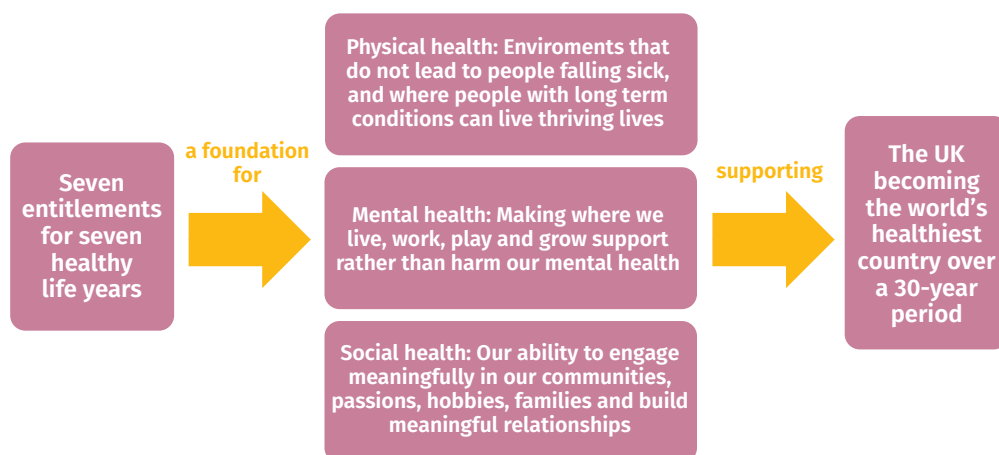 Seven
entitlements
for seven
healthy
life years
a foundation
for
Physical health: Enviroments that
do not lead to people falling sick,
and where people with long term
conditions can live thriving lives
Mental health: Making where we
live, work, play and grow support
rather than harm our mental health
Social health: Our ability to engage
meaningfully in our communities,
passions, hobbies, families and build
meaningful relationships
supporting
The UK
becoming
the world's
healthiest
country over
a 30-year
period